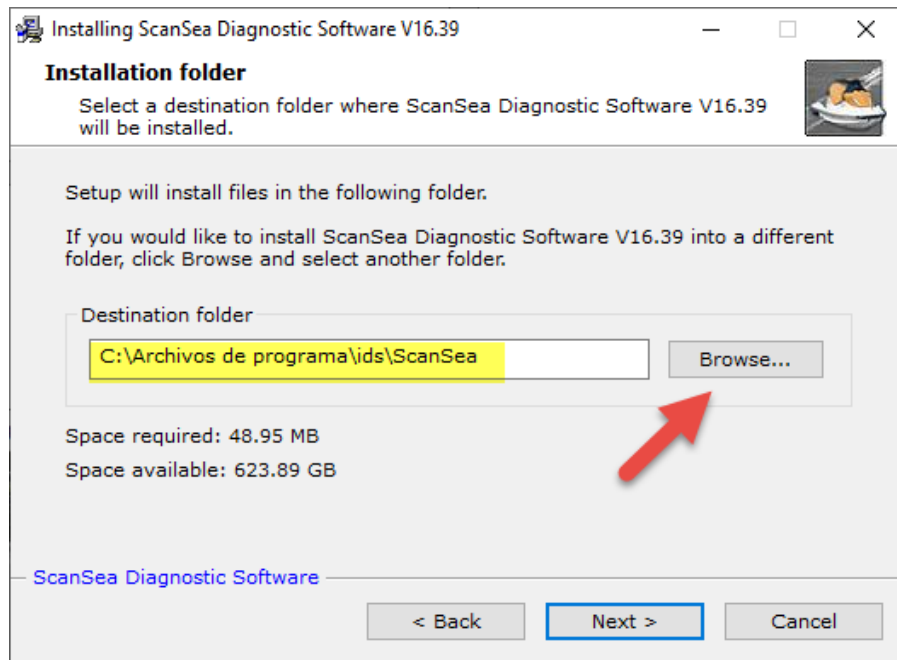 Installing ScanSea Diagnostic Software V16.39
Installation folder
Select a destination folder where ScanSea Diagnostic Software V16.39
will be installed.
Setup will install files in the following folder.
If you would like to install ScanSea Diagnostic Software V16.39 into a different
folder, click Browse and select another folder.
Destination folder
C:\Archivos de programa\ids\ScanSea
Browse...
Space required: 48.95 MB
Space available: 623.89 GB
ScanSea Diagnostic Software
< Back
Next >
Cancel